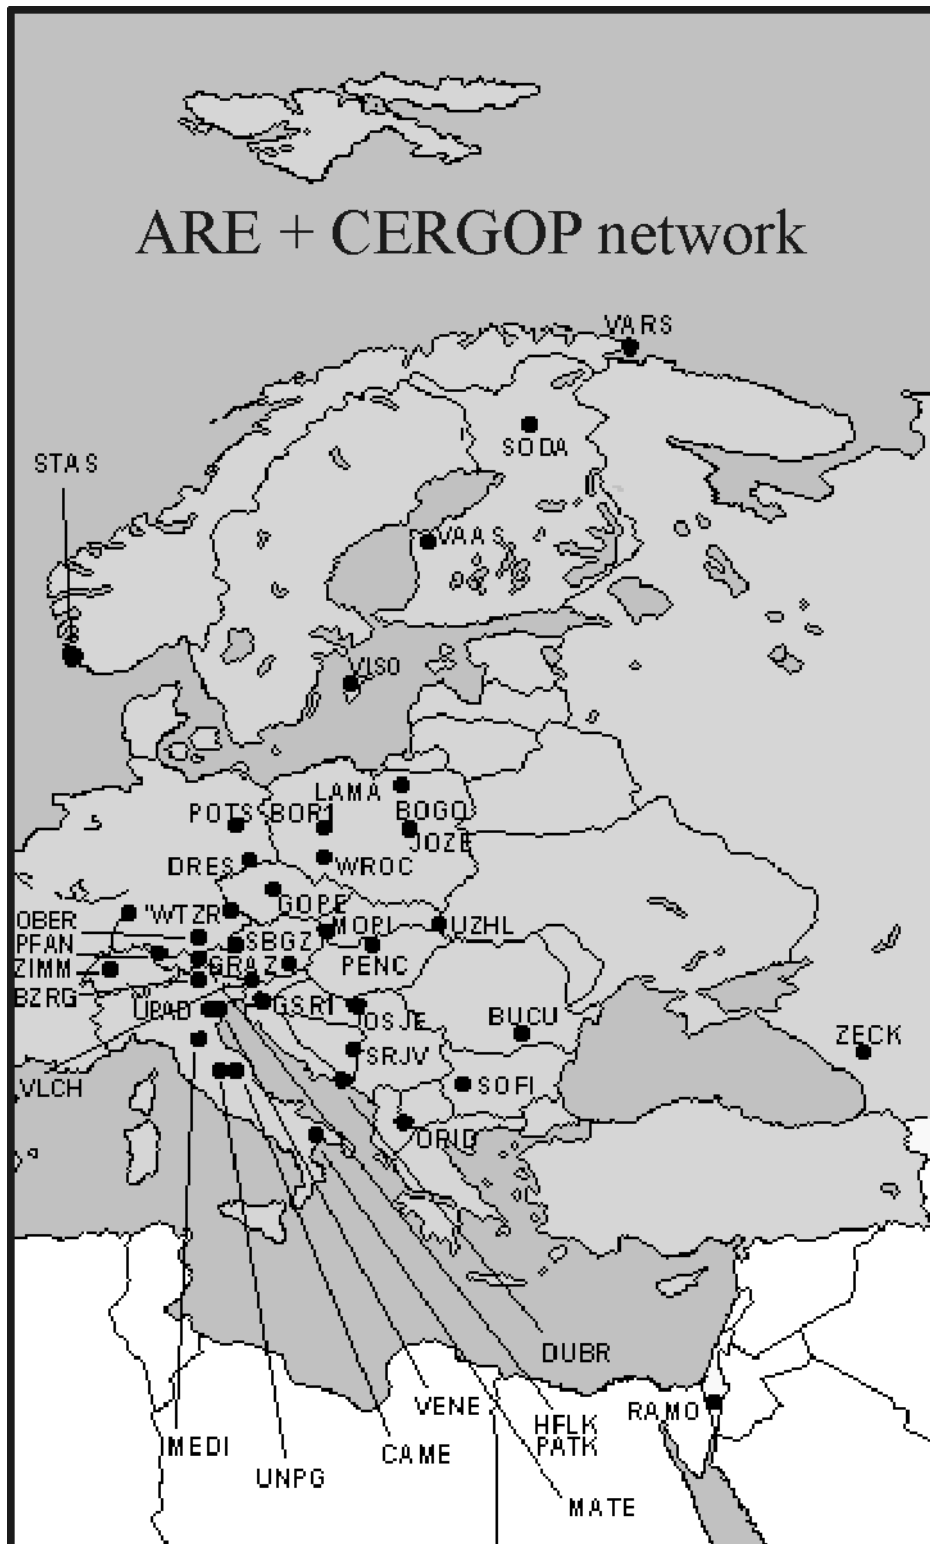 ARE + CERGOP network
VARS
SODA
STAS
VAAS
VISO
LAMA
POTS BOR1 BOGO
JOZE
DRES WROC
GOPE
OBER "WTZR MOPI UZHL
PFAN SBGZ
ZIMM GRAZ PENC
BZRG UPAD GSR1 OSJE BUCU
SRJV ZECK
VLCH SOFI
ORID
DUBR
VENE RAMO
HFLK
MEDI CAME PATK
UNPG
MATE